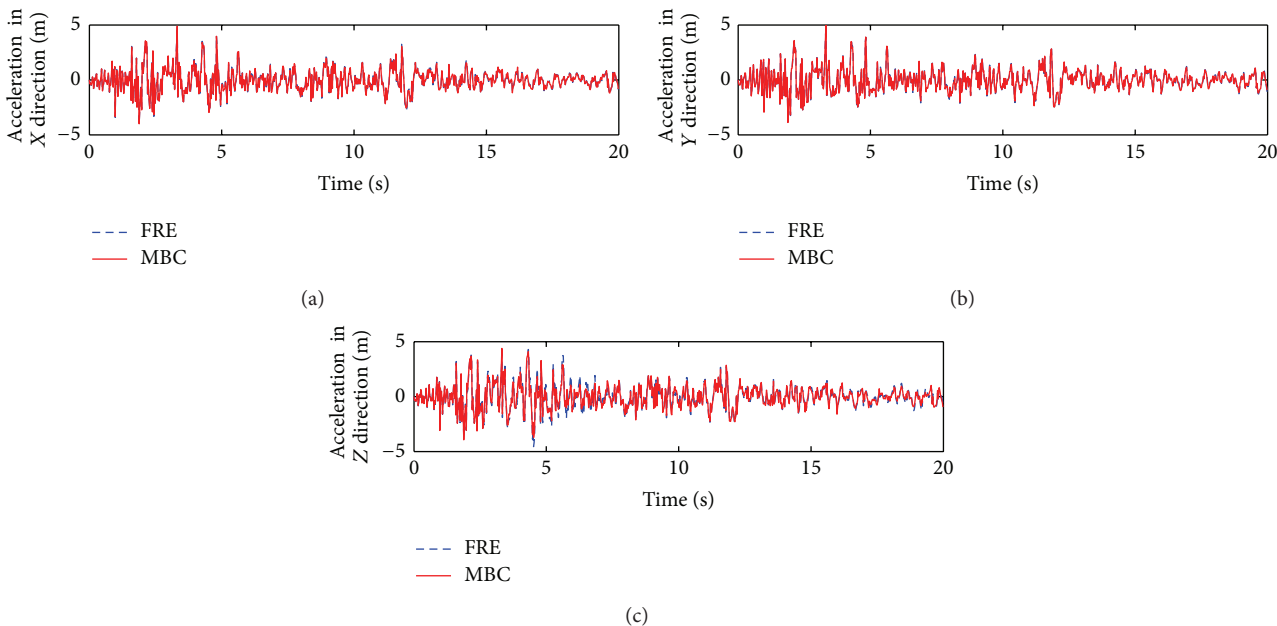 Acceleration in
X direction (m)
5
0
−5
0
5
10
15
20
Time (s)
FRE
MBC
(a)
Acceleration in
Y direction (m)
5
0
−5
0
5
10
15
20
Time (s)
FRE
MBC
(b)
Acceleration in
Z direction (m)
5
0
−5
0
5
10
15
20
Time (s)
FRE
MBC
(c)